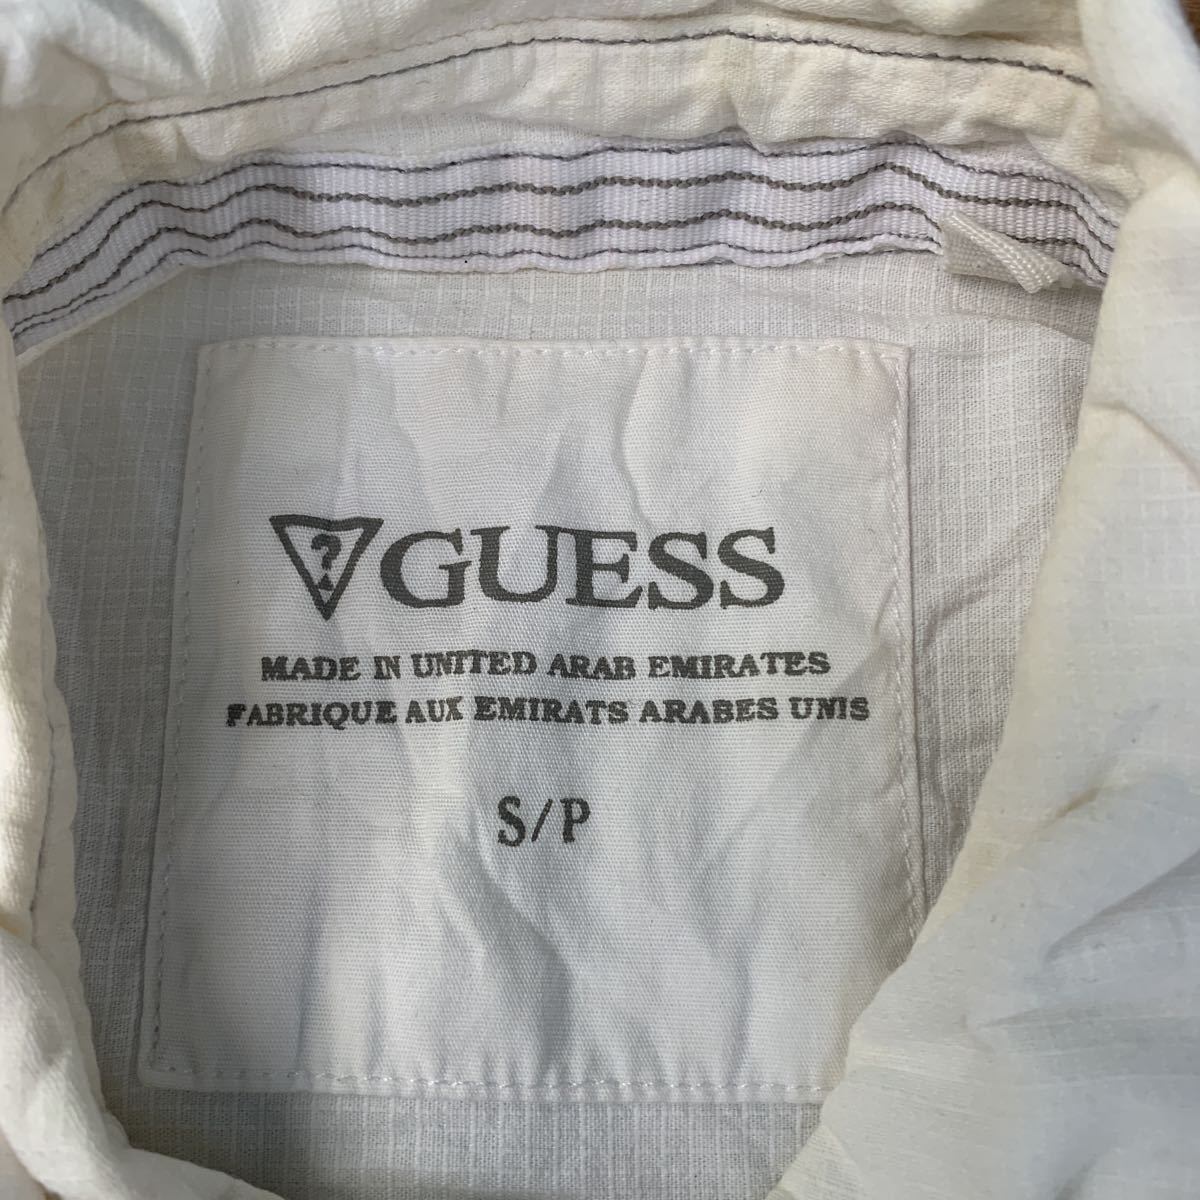 ? GUESS
MADE IN UNITED ARAB EMIRATES
FABRIQUE AUX EMIRATS ARABES UNIS
S/P